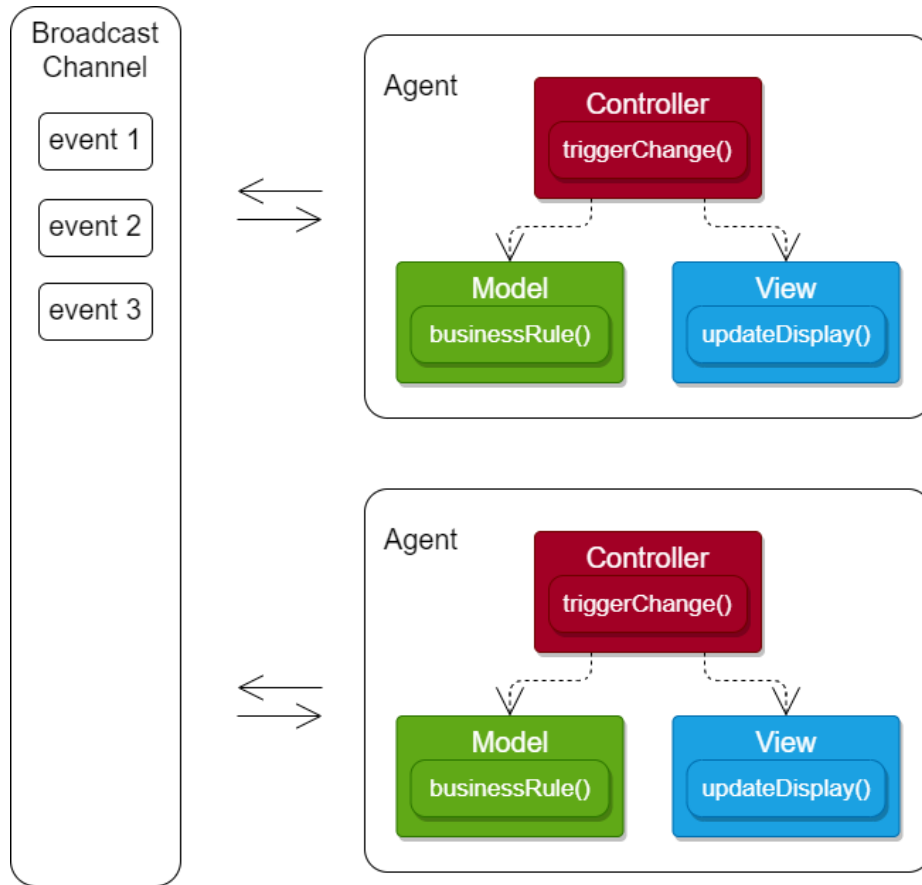 Broadcast
Channel
event 1
event 2
event 3
Agent
Controller
triggerChange()
Model
businessRule()
View
updateDisplay()
Agent
Controller
triggerChange()
Model
businessRule()
View
updateDisplay()